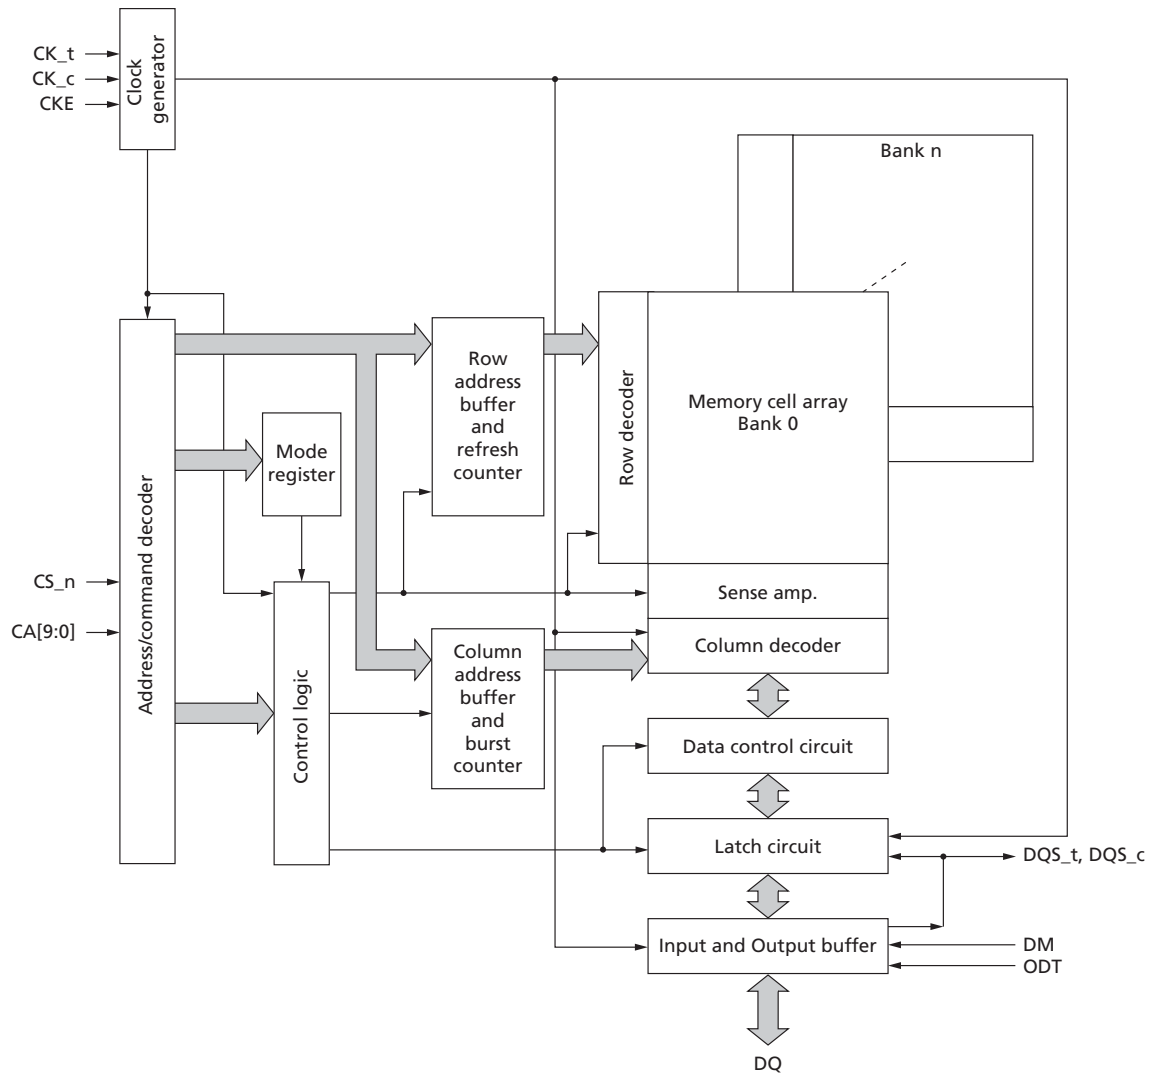 CK_t
CK_c
CKE
Clock
generator
Bank n
Row
address
buffer
and
refresh
counter
Row decoder
Memory cell array
Bank 0
Mode
register
Address/command decoder
CS_n
CA[9:0]
Sense amp.
Column decoder
Control logic
Column
address
buffer
and
burst
counter
Data control circuit
Latch circuit
DQS_t, DQS_c
Input and Output buffer
DM
ODT
DQ